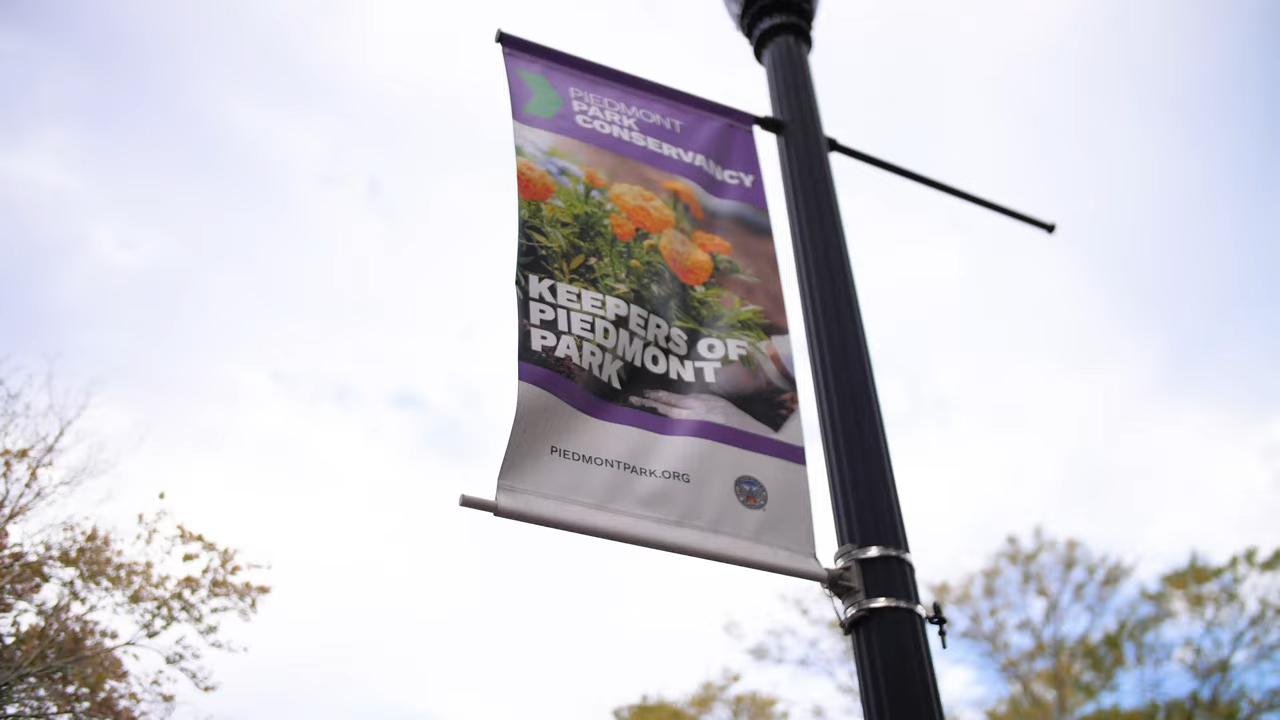 PIEDMONT
PARK
CONSERVANCY
KEEPERS OF
PIEDMONT
PARK
PIEDMONTPARK.ORG